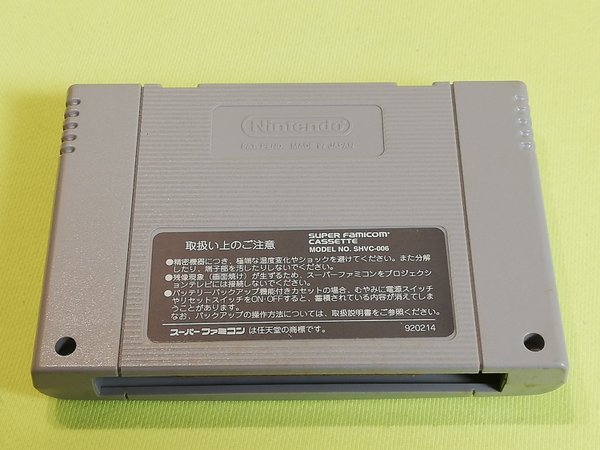 Nintendo
PAT. PEND. MADE IN JAPAN
取扱い上のご注意
SUPER FAMICOM
CASSETTE
MODEL NO. SHVC-006
●精密機器につき、極端な温度変化やショックを避けてください。また分解
したり、端子部を汚したりしないでください。
●残像現象（画面焼け）が生ずるため、スーパーファミコンをプロジェクシ
ョンテレビには接続しないでください。
●バッテリーバックアップ機能付きカセットの場合、むやみに電源スイッチ
やリセットスイッチをON・OFFすると、蓄積されている内容が消えてしま
うことがあります。
なお、バックアップの操作方法については、取扱説明書をご参照ください。
スーパーファミコン は任天堂の商標です。
920214